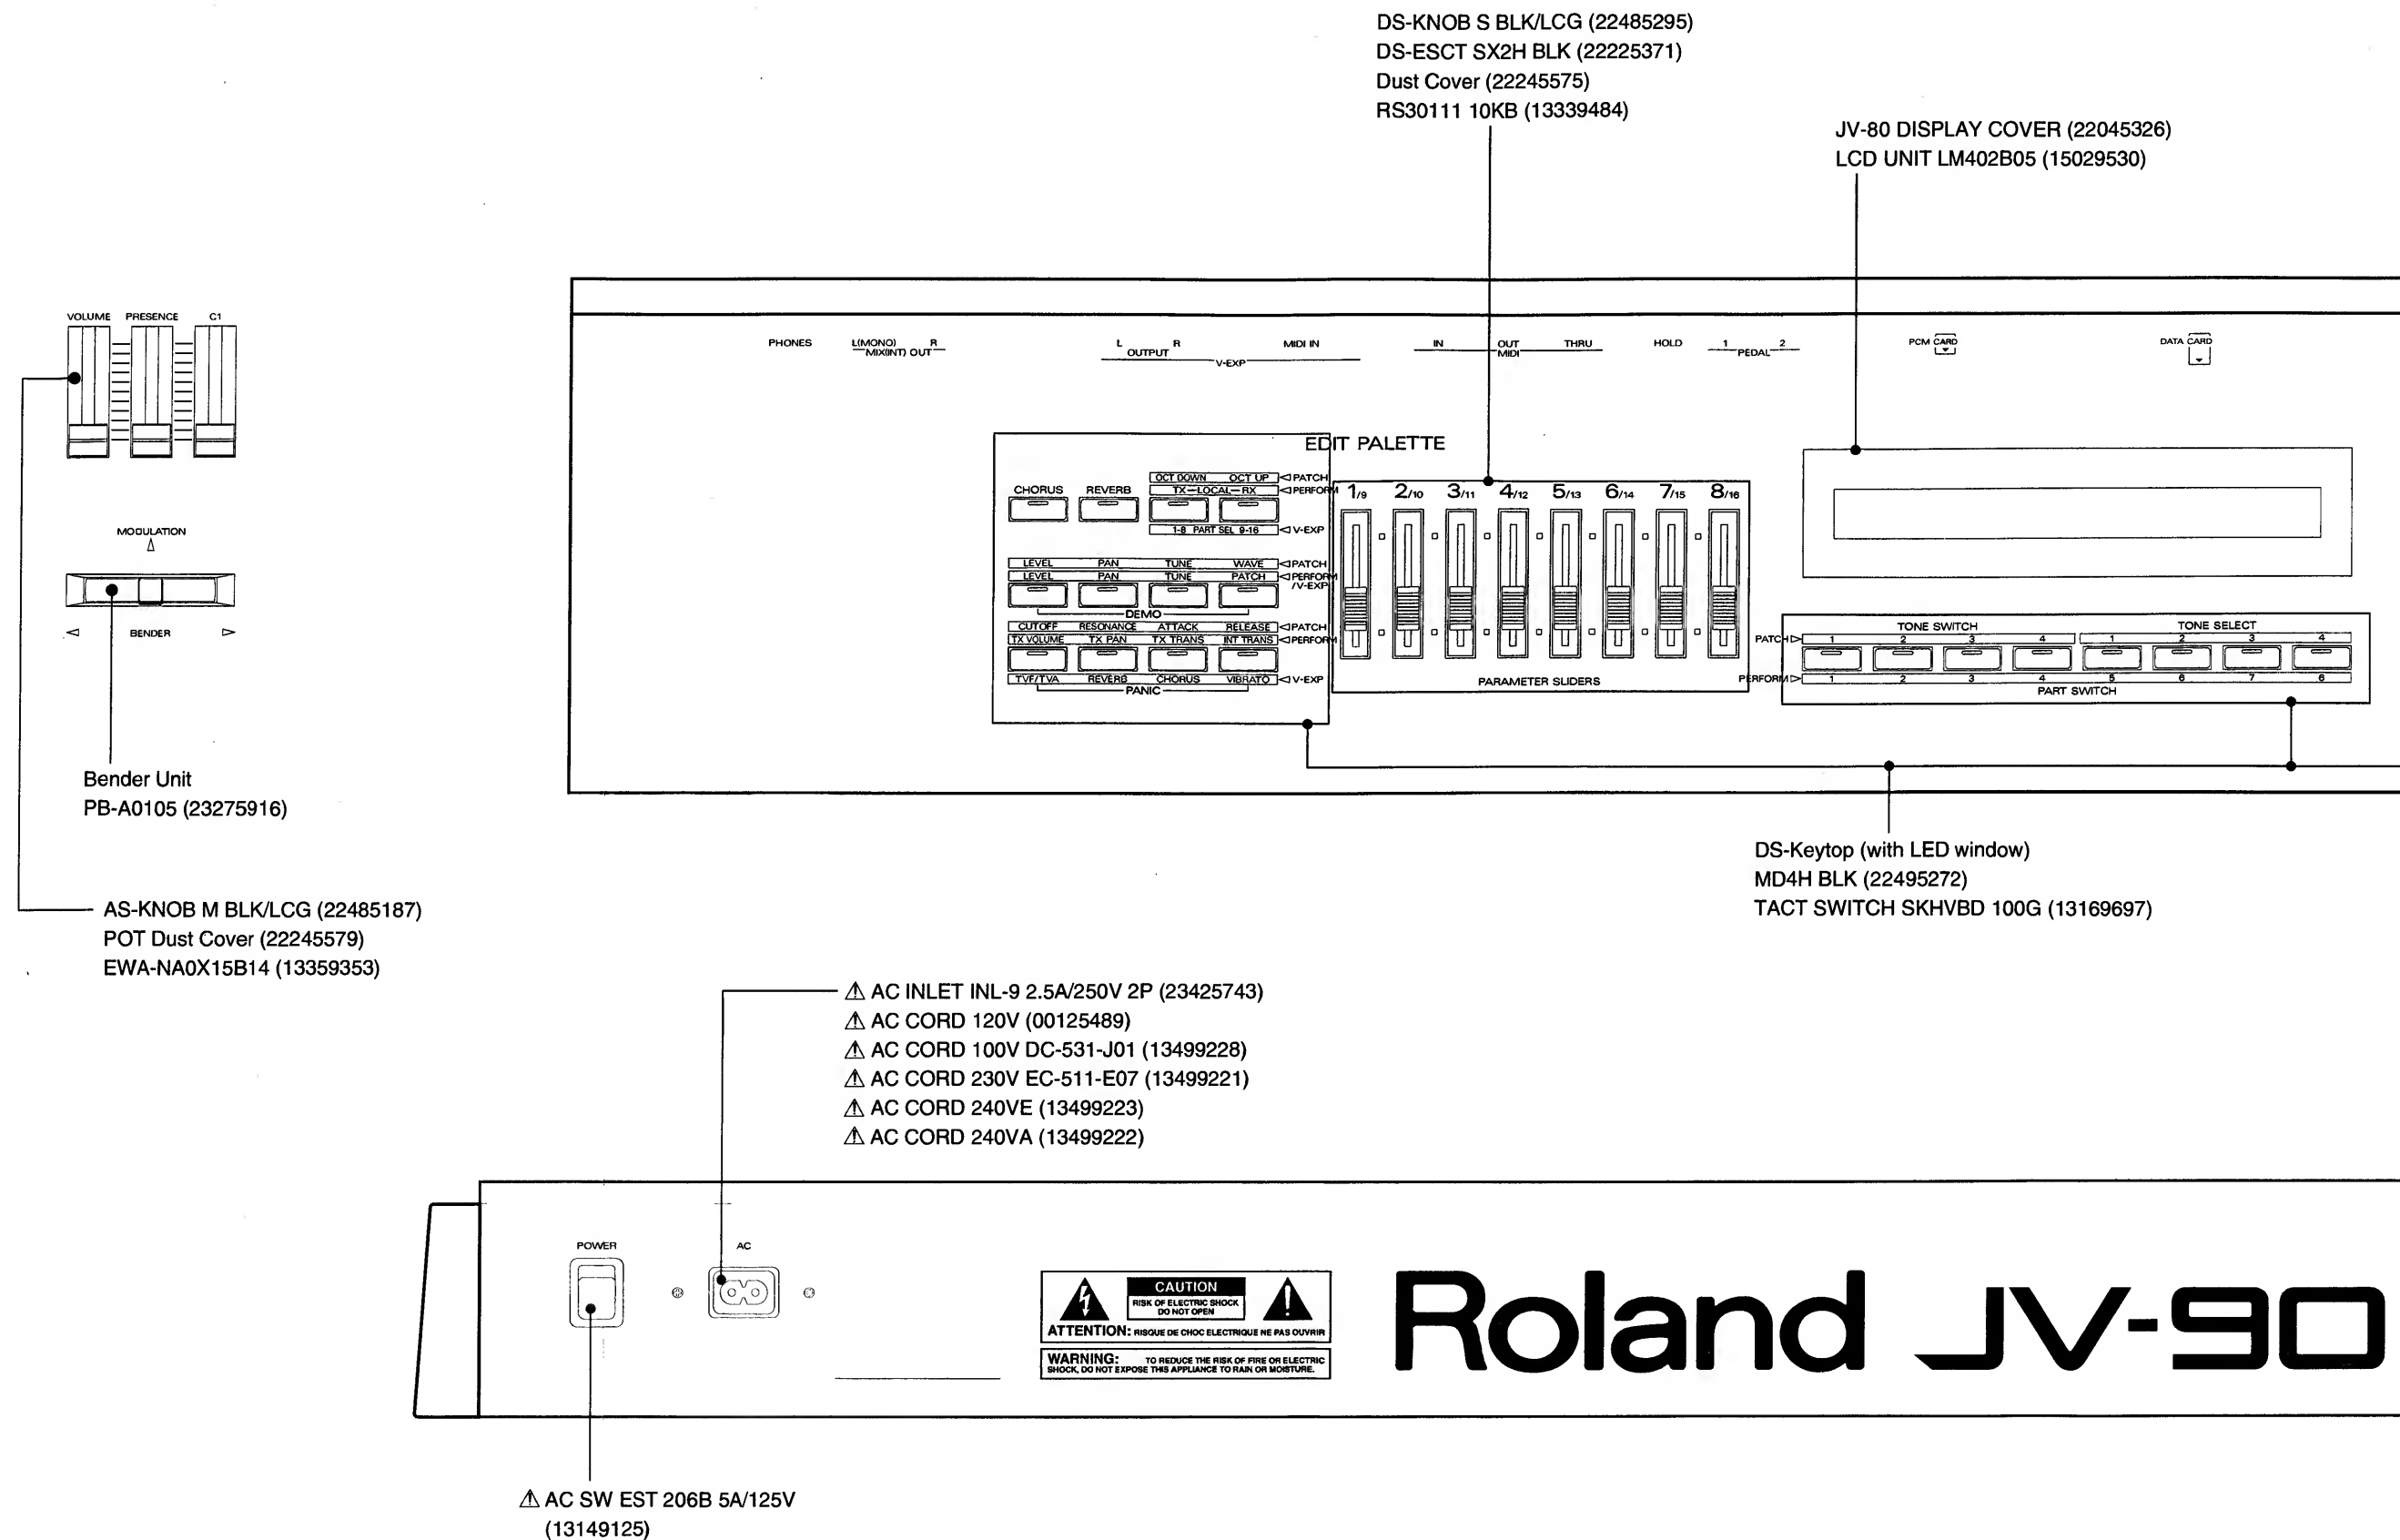 DS-KNOB S BLK/LCG (22485295)
DS-ESCT SX2H BLK (22225371)
Dust Cover (22245575)
RS30111 10KB (13339484)
JV-80 DISPLAY COVER (22045326)
LCD UNIT LM402B05 (15029530)
VOLUME PRESENCE C1
PHONES L(MONO) R L R MIDI IN IN OUT THRU HOLD 1 2 PCM CARD DATA CARD
MIX(INT) OUT OUTPUT MIDI PEDAL
V-EXP
EDIT PALETTE
OCT DOWN OCT UP PATCH
CHORUS REVERB TX-LOCAL-RX PERFORM 1/9 2/10 3/11 4/12 5/13 6/14 7/15 8/16
1-8 PART SEL 9-16 V-EXP
MODULATION
LEVEL PAN TUNE WAVE PATCH
LEVEL PAN TUNE PATCH PERFORM
/V-EXP
DEMO
BENDER
CUTOFF RESONANCE ATTACK RELEASE PATCH
TX VOLUME TX PAN TX TRANS INT TRANS PERFORM
TVF/TVA REVERB CHORUS VIBRATO V-EXP
PANIC
PARAMETER SLIDERS
TONE SWITCH TONE SELECT
PATCH 1 2 3 4 1 2 3 4
PERFORM 1 2 3 4 5 6 7 8
PART SWITCH
Bender Unit
PB-A0105 (23275916)
DS-Keytop (with LED window)
MD4H BLK (22495272)
TACT SWITCH SKHVBD 100G (13169697)
AS-KNOB M BLK/LCG (22485187)
POT Dust Cover (22245579)
EWA-NA0X15B14 (13359353)
⚠ AC INLET INL-9 2.5A/250V 2P (23425743)
⚠ AC CORD 120V (00125489)
⚠ AC CORD 100V DC-531-J01 (13499228)
⚠ AC CORD 230V EC-511-E07 (13499221)
⚠ AC CORD 240VE (13499223)
⚠ AC CORD 240VA (13499222)
POWER AC
CAUTION
RISK OF ELECTRIC SHOCK
DO NOT OPEN
ATTENTION: RISQUE DE CHOC ELECTRIQUE NE PAS OUVRIR
WARNING: TO REDUCE THE RISK OF FIRE OR ELECTRIC
SHOCK, DO NOT EXPOSE THIS APPLIANCE TO RAIN OR MOISTURE.
Roland JV-90
⚠ AC SW EST 206B 5A/125V
(13149125)